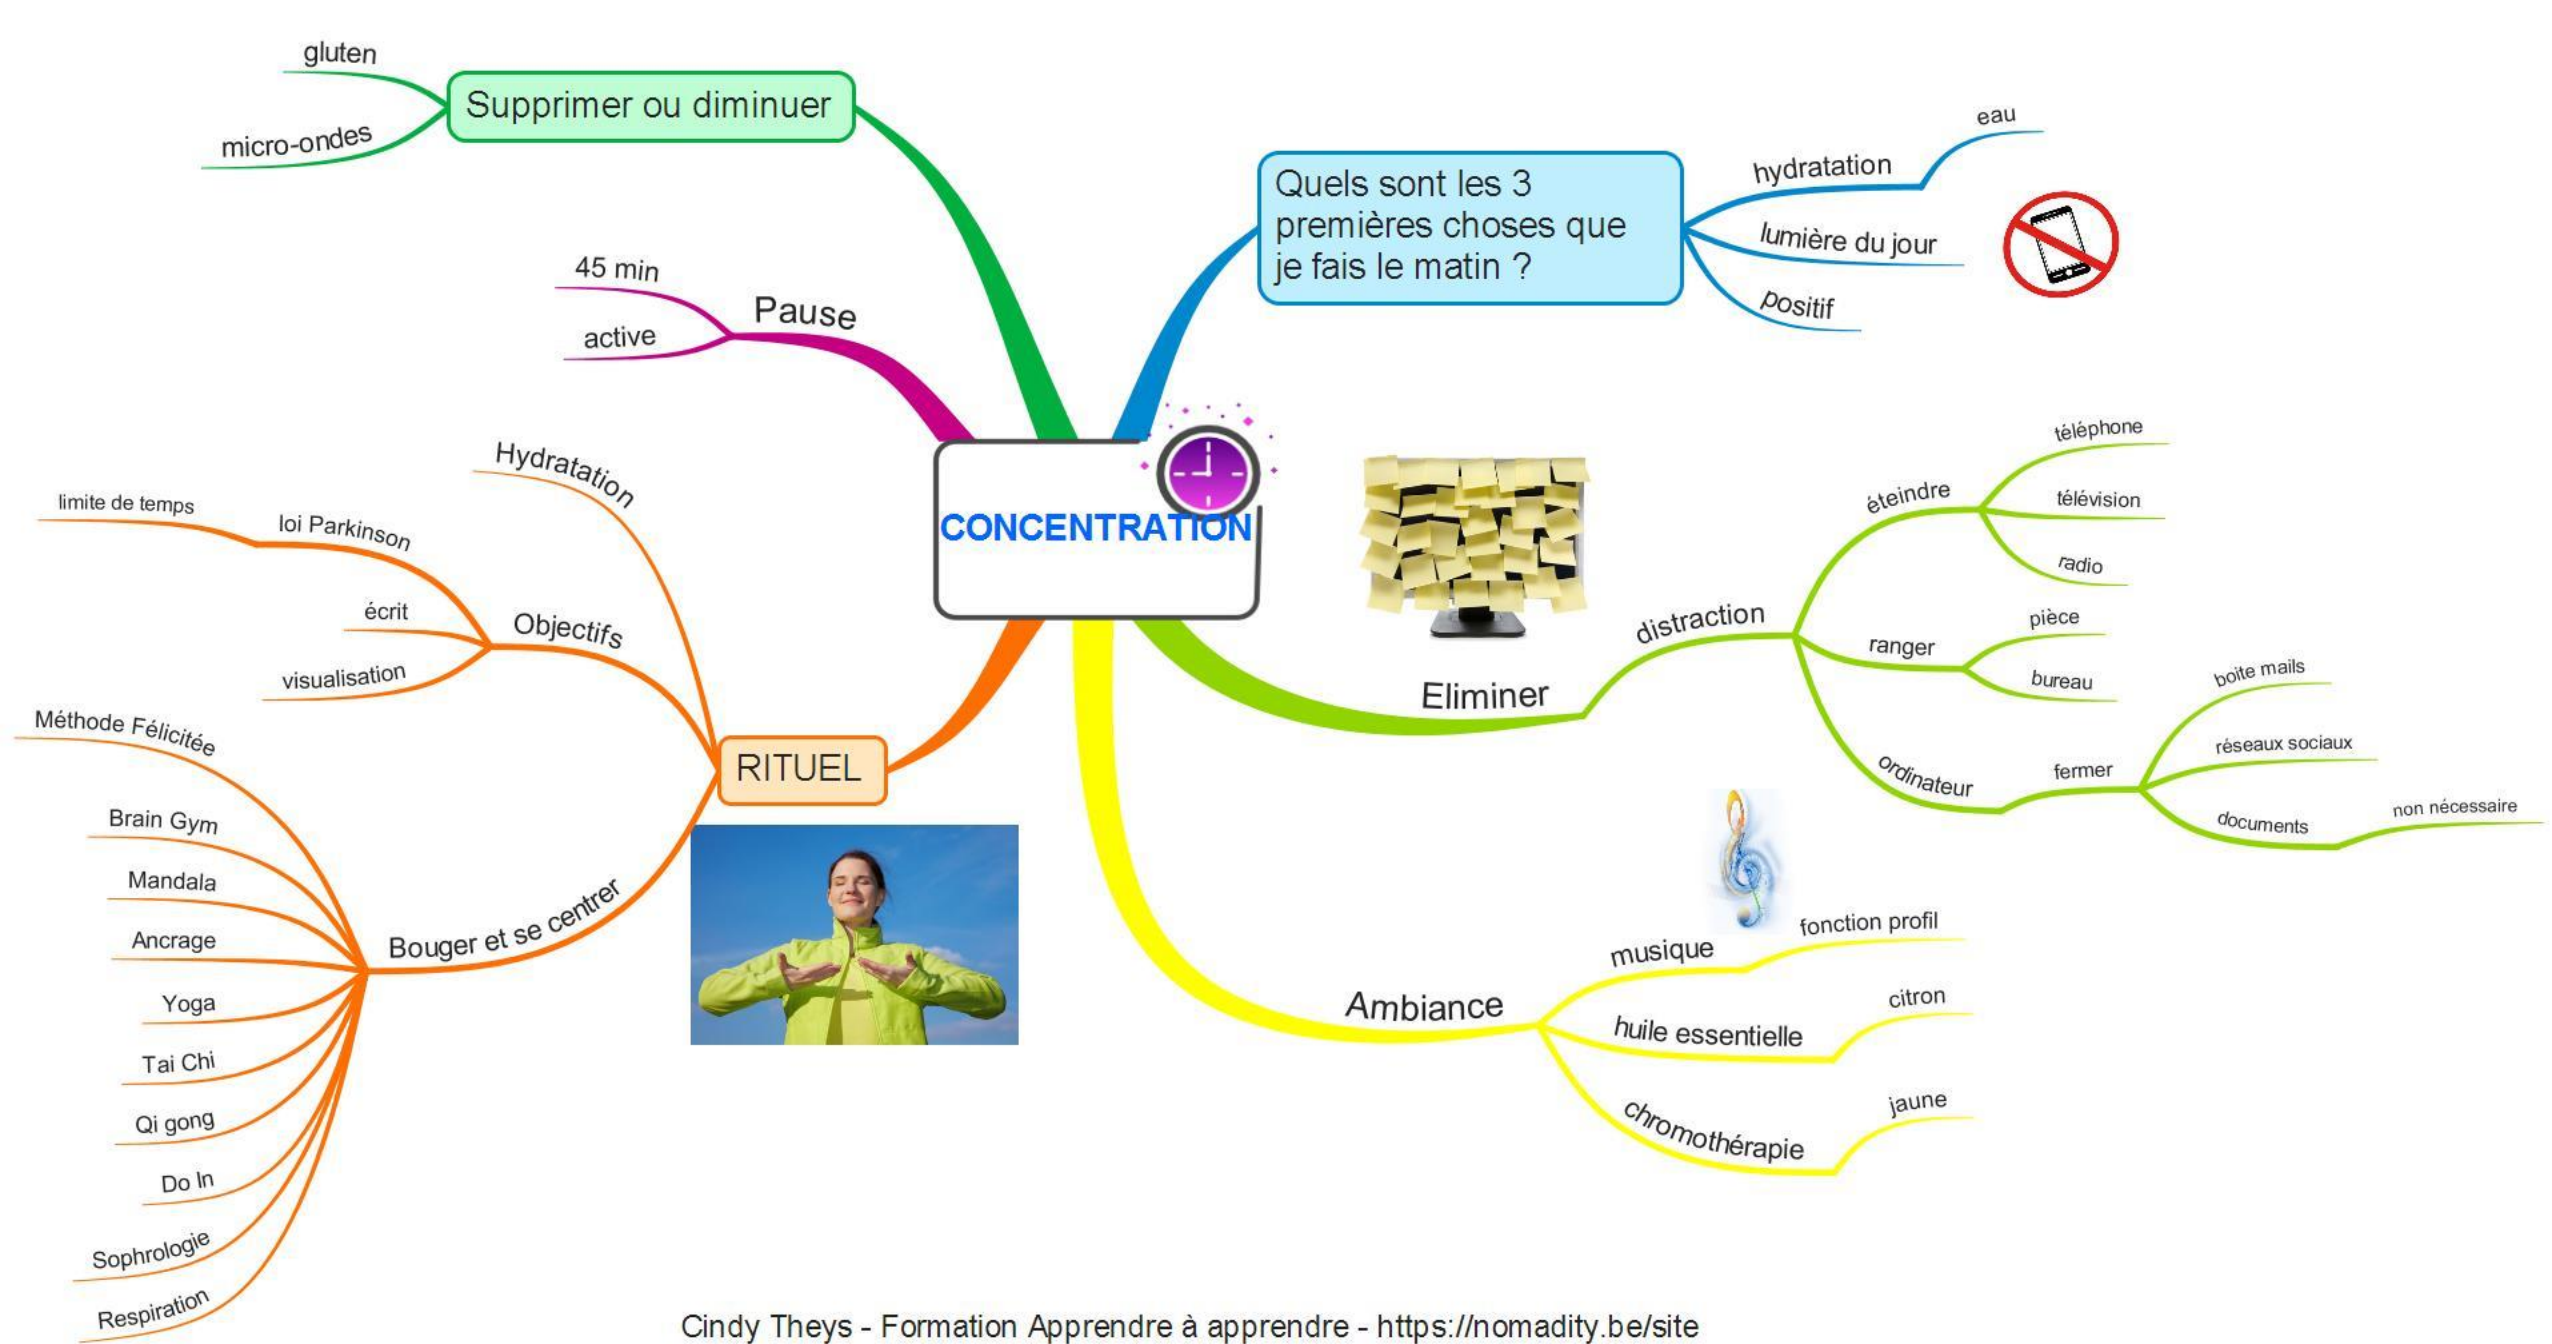 gluten
micro-ondes
Supprimer ou diminuer
45 min
active
Pause
CONCENTRATION
Quels sont les 3
premières choses que
je fais le matin ?
hydratation
eau
lumière du jour
positif
Eliminer
distraction
éteindre
téléphone
télévision
radio
ranger
pièce
bureau
ordinateur
fermer
boîte mails
réseaux sociaux
documents
non nécessaire
Ambiance
musique
fonction profil
huile essentielle
citron
chromothérapie
jaune
RITUEL
Hydratation
Objectifs
loi Parkinson
limite de temps
écrit
visualisation
Bouger et se centrer
Méthode Félicitée
Brain Gym
Mandala
Ancrage
Yoga
Tai Chi
Qi gong
Do In
Sophrologie
Respiration
Cindy Theys - Formation Apprendre à apprendre - https://nomadity.be/site